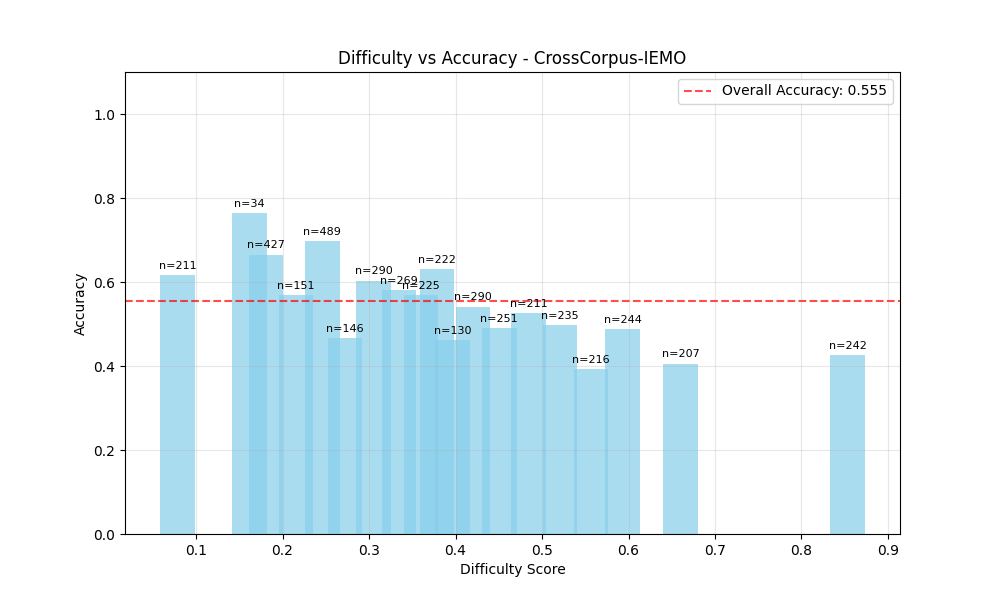 Difficulty vs Accuracy - CrossCorpus-IEMO
Overall Accuracy: 0.555
Accuracy
1.0
0.8
0.6
0.4
0.2
0.0
n=211
n=34
n=427
n=151
n=489
n=146
n=290
n=269
n=225
n=222
n=130
n=290
n=251
n=211
n=235
n=216
n=244
n=207
n=242
0.1 0.2 0.3 0.4 0.5 0.6 0.7 0.8 0.9
Difficulty Score